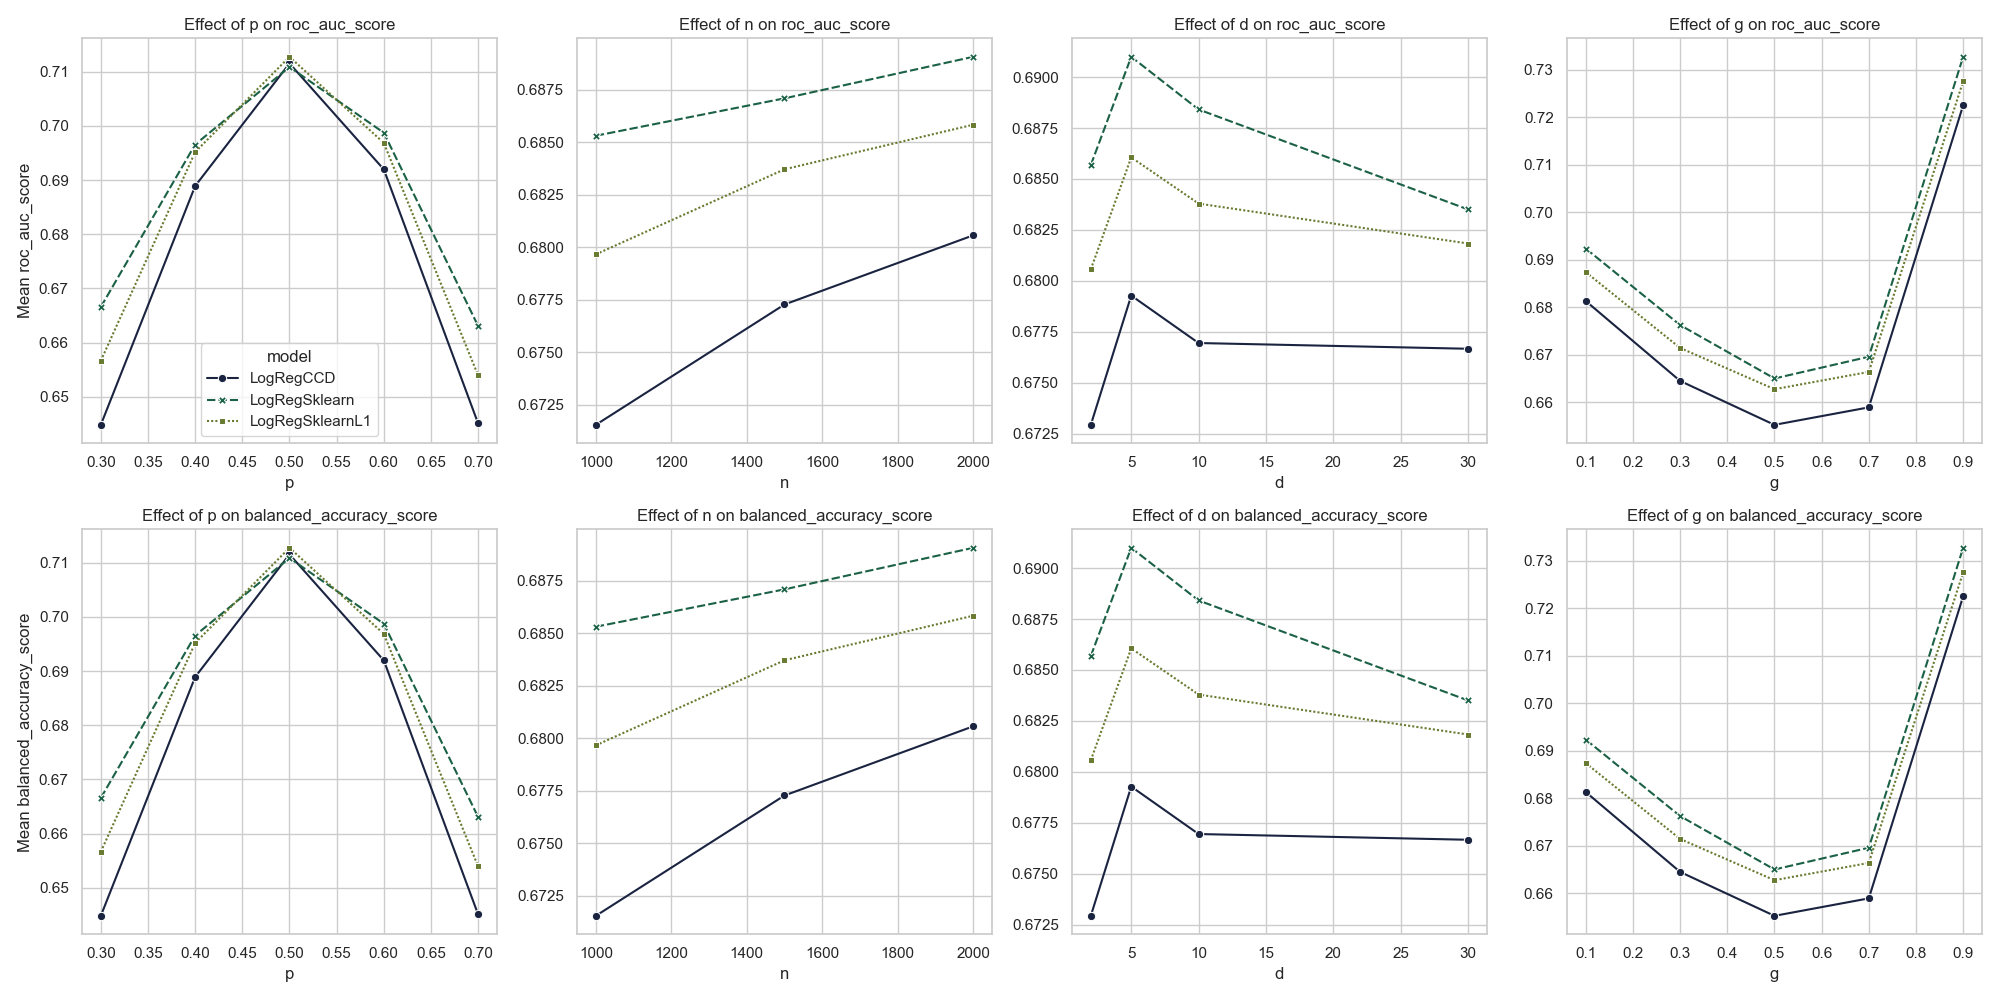 Effect of p on roc_auc_score
Effect of n on roc_auc_score
Effect of d on roc_auc_score
Effect of g on roc_auc_score
Mean roc_auc_score
0.71
0.70
0.69
0.68
0.67
0.66
0.65
model
LogRegCCD
LogRegSklearn
LogRegSklearnL1
0.30 0.35 0.40 0.45 0.50 0.55 0.60 0.65 0.70
p
0.6875
0.6850
0.6825
0.6800
0.6775
0.6750
0.6725
1000 1200 1400 1600 1800 2000
n
0.6900
0.6875
0.6850
0.6825
0.6800
0.6775
0.6750
0.6725
5 10 15 20 25 30
d
0.73
0.72
0.71
0.70
0.69
0.68
0.67
0.66
0.1 0.2 0.3 0.4 0.5 0.6 0.7 0.8 0.9
g
Effect of p on balanced_accuracy_score
Effect of n on balanced_accuracy_score
Effect of d on balanced_accuracy_score
Effect of g on balanced_accuracy_score
Mean balanced_accuracy_score
0.71
0.70
0.69
0.68
0.67
0.66
0.65
0.30 0.35 0.40 0.45 0.50 0.55 0.60 0.65 0.70
p
0.6875
0.6850
0.6825
0.6800
0.6775
0.6750
0.6725
1000 1200 1400 1600 1800 2000
n
0.6900
0.6875
0.6850
0.6825
0.6800
0.6775
0.6750
0.6725
5 10 15 20 25 30
d
0.73
0.72
0.71
0.70
0.69
0.68
0.67
0.66
0.1 0.2 0.3 0.4 0.5 0.6 0.7 0.8 0.9
g